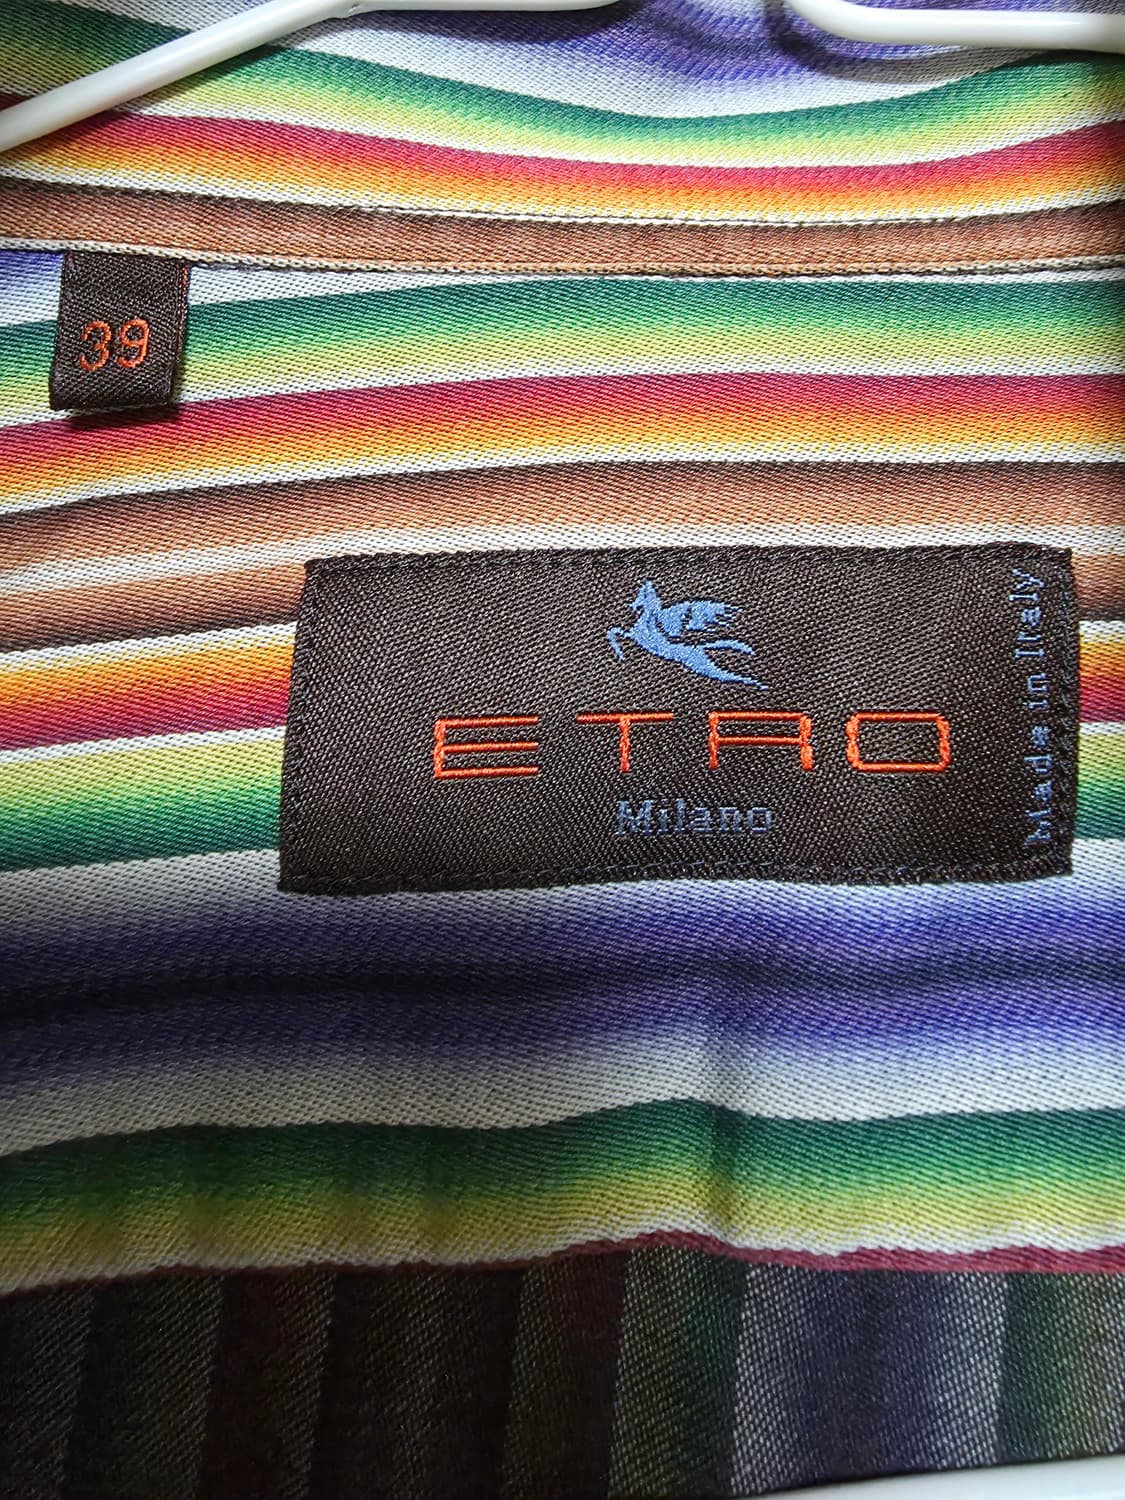 39
ETRO
Milano
Made in Italy